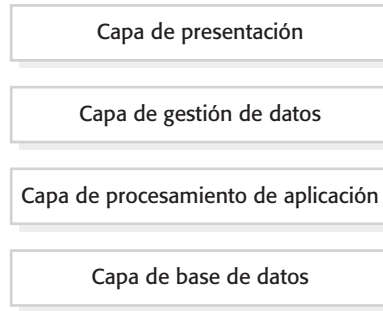 Capa de presentación
Capa de gestión de datos
Capa de procesamiento de aplicación
Capa de base de datos